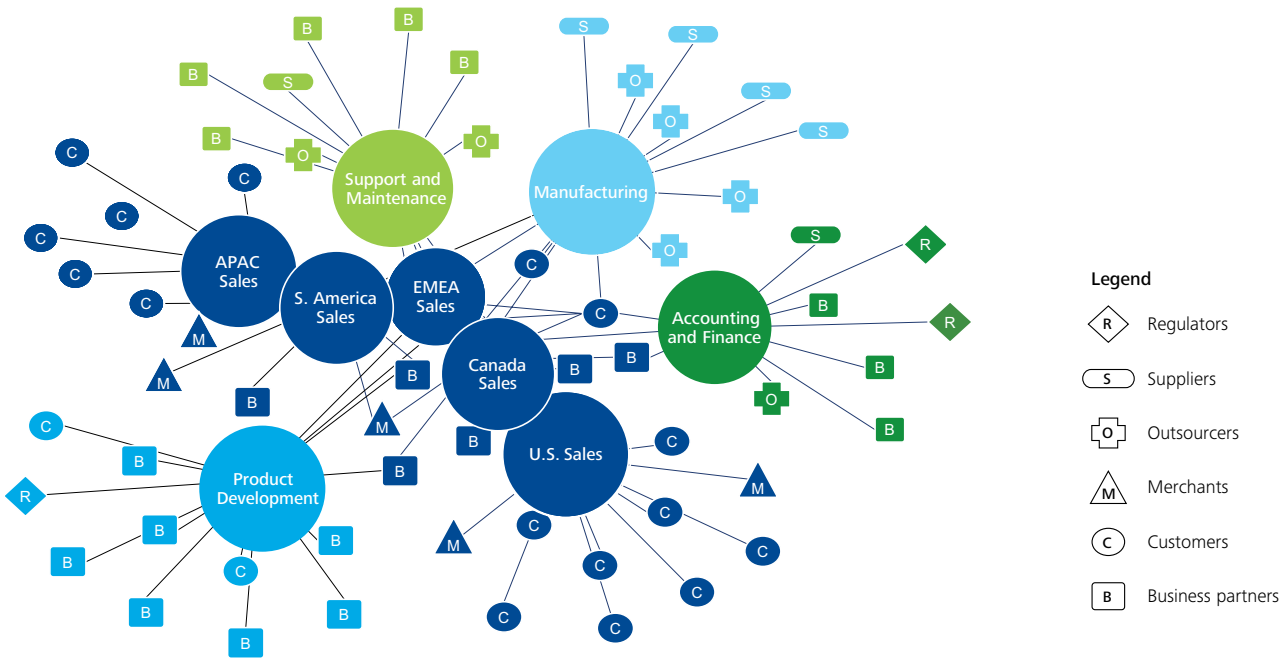 B
B
S
S
B
B
S
O
B
S
O
S
B
O
O
C
C
Support and
Maintenance
Manufacturing
O
C
C
S
R
O
APAC
Sales
C
C
Legend
C
S. America
Sales
EMEA
Sales
B
C
R
Regulators
M
Accounting
and Finance
R
B
B
M
Canada
Sales
B
B
S
Suppliers
B
O
M
C
B
C
B
O
Outsourcers
B
U.S. Sales
B
Product
Development
M
M
Merchants
R
C
B
C
B
M
C
Customers
B
C
C
C
B
Business partners
B
B
C
C
B
C